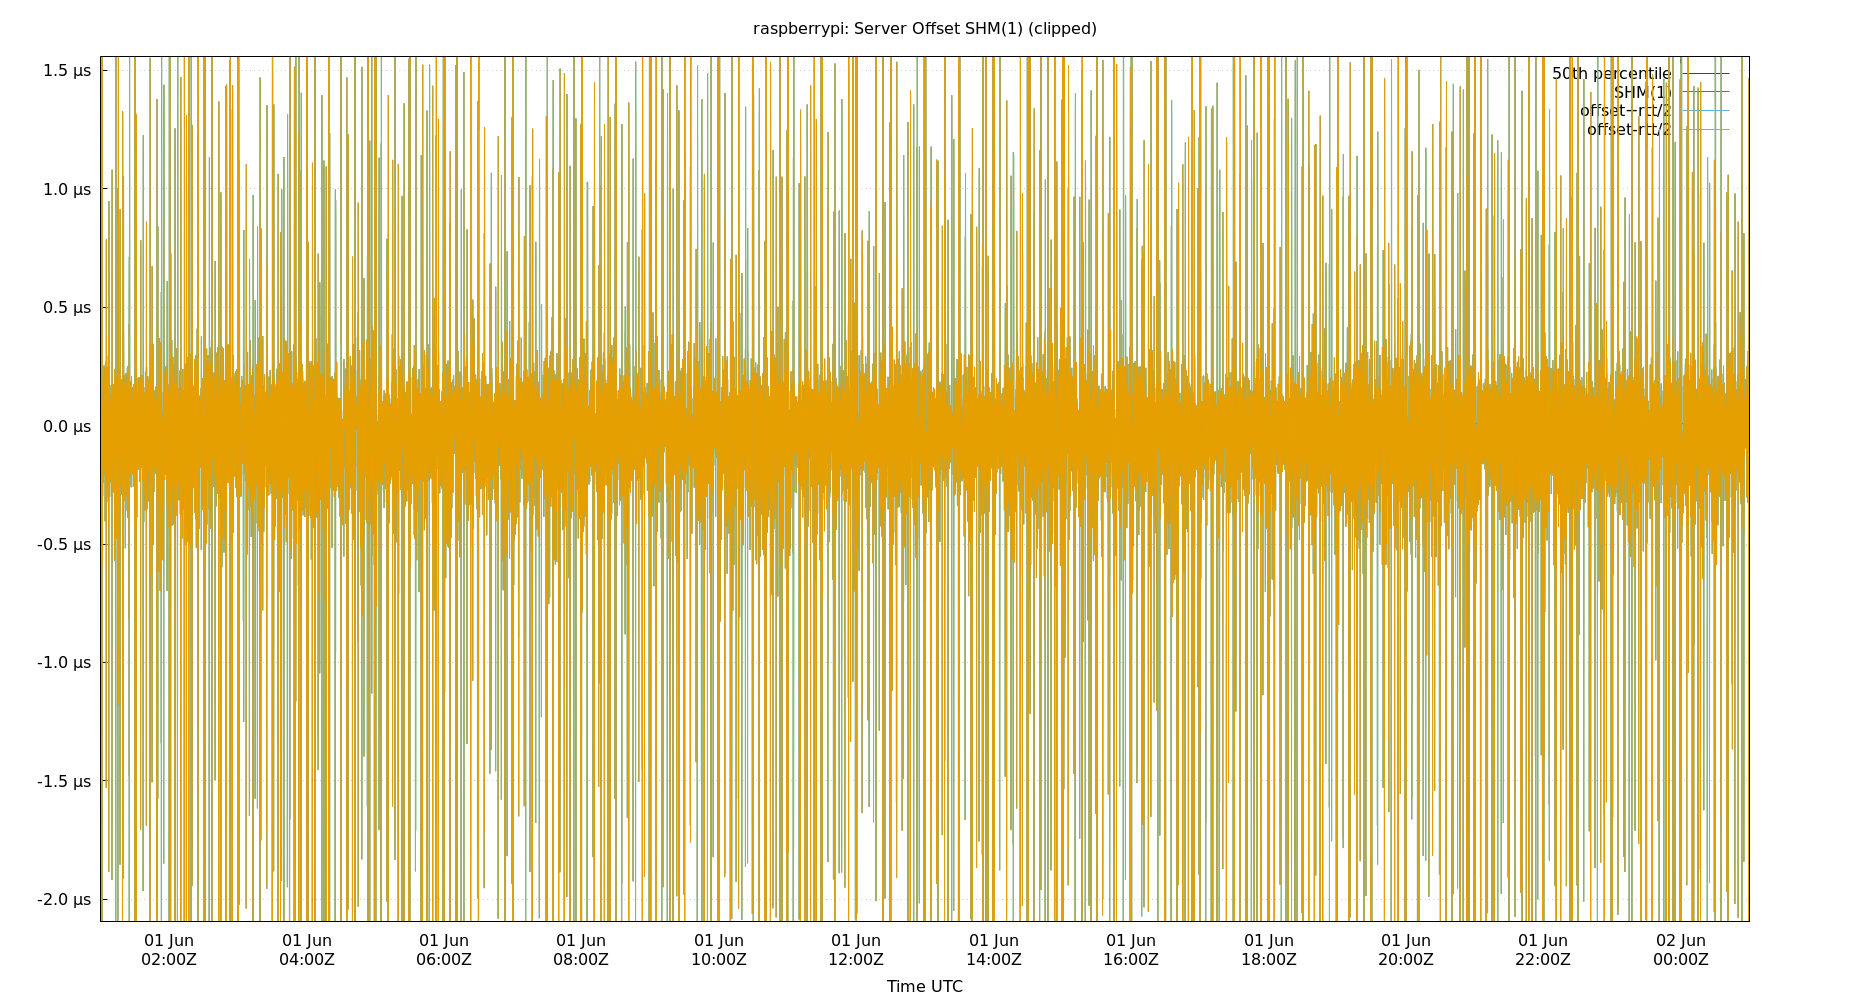 raspberrypi: Server Offset SHM(1) (clipped)
1.5 µs
1.0 µs
0.5 µs
0.0 µs
-0.5 µs
-1.0 µs
-1.5 µs
-2.0 µs
50th percentile
SHM(1)
offset+rtt/2
offset-rtt/2
01 Jun 01 Jun 01 Jun 01 Jun 01 Jun 01 Jun 01 Jun 01 Jun 01 Jun 01 Jun 01 Jun 02 Jun
02:00Z 04:00Z 06:00Z 08:00Z 10:00Z 12:00Z 14:00Z 16:00Z 18:00Z 20:00Z 22:00Z 00:00Z
Time UTC